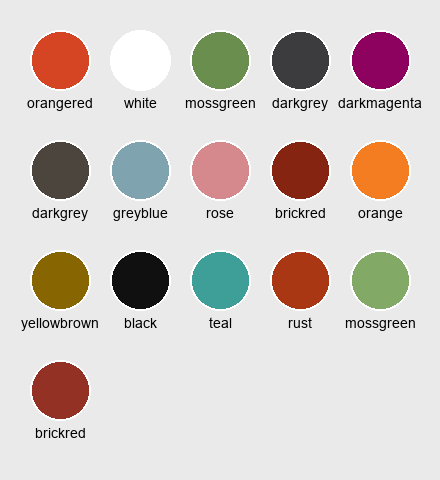 orangered white mossgreen darkgrey darkmagenta
darkgrey greyblue rose brickred orange
yellowbrown black teal rust mossgreen
brickred